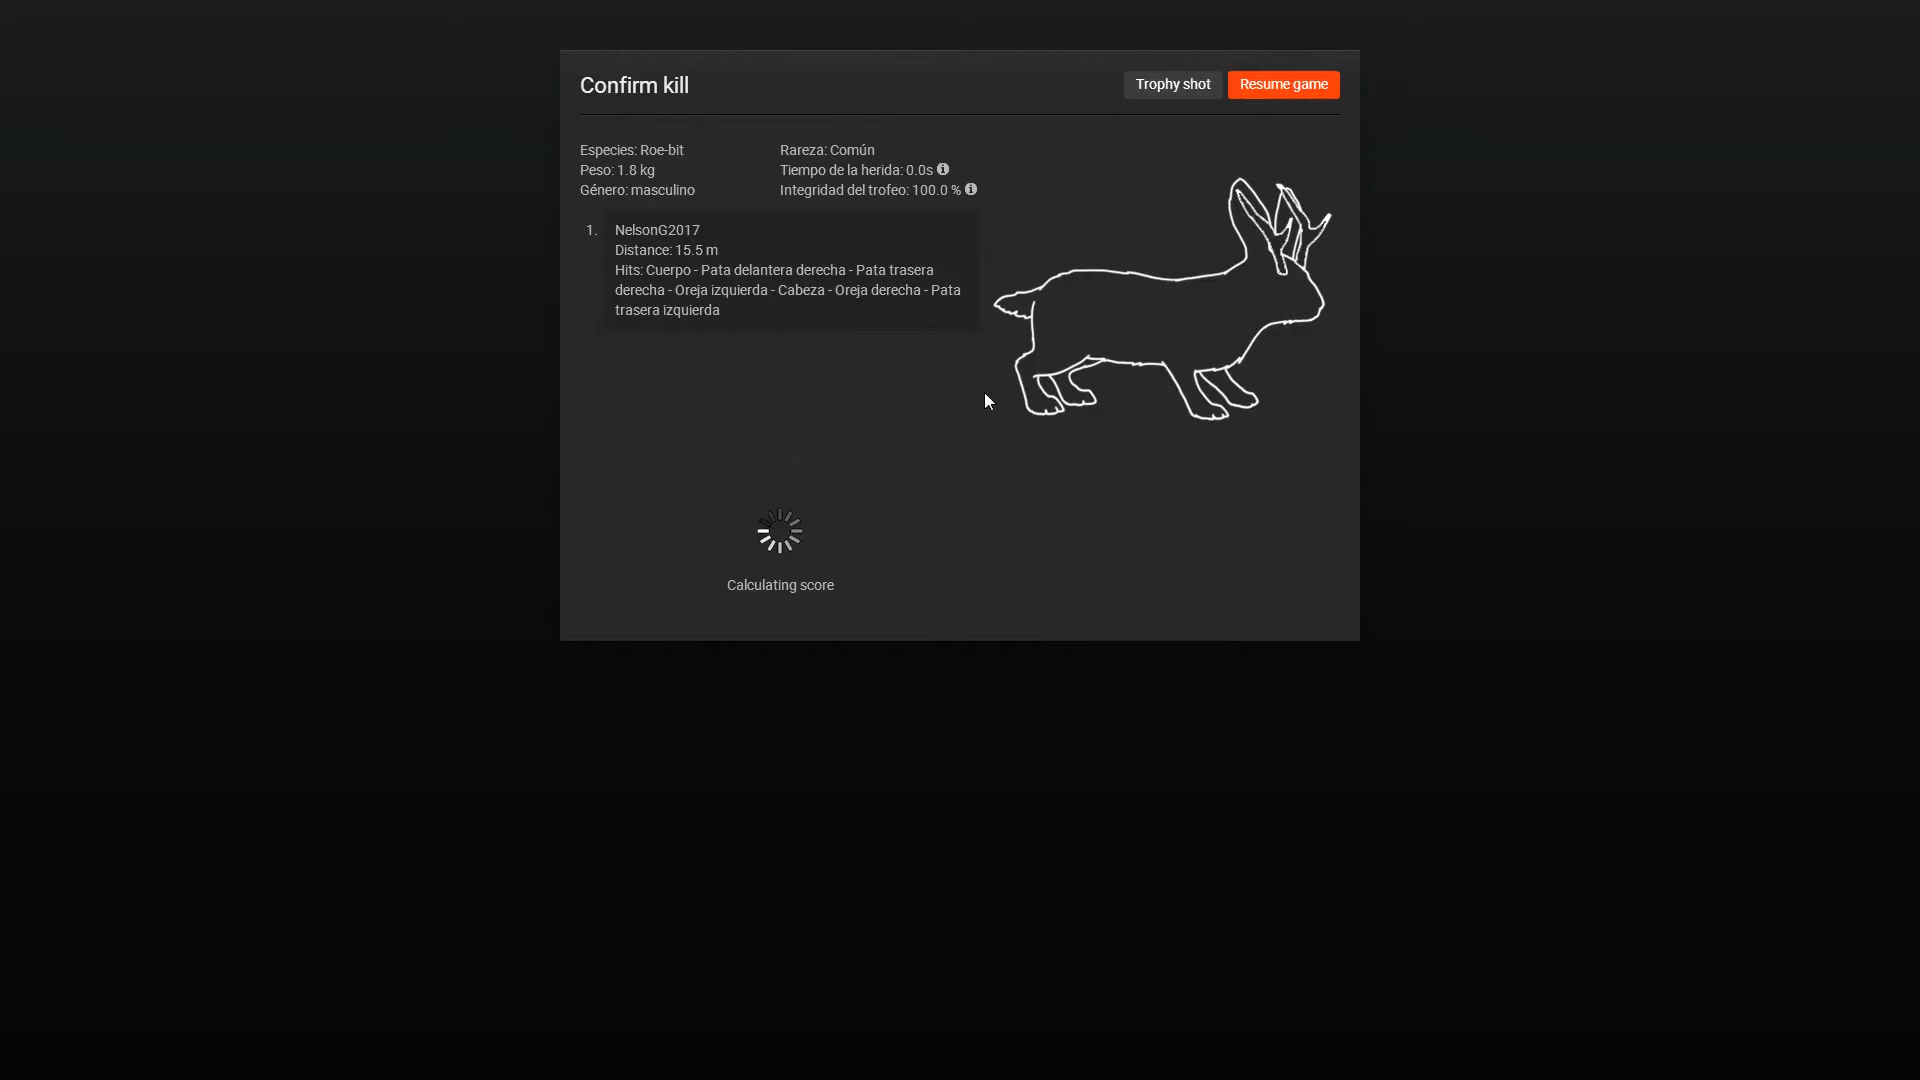 Confirm kill
Trophy shot
Resume game
Especies: Roe-bit
Peso: 1.8 kg
Género: masculino
Rareza: Común
Tiempo de la herida: 0.0s
Integridad del trofeo: 100.0 %
1.
NelsonG2017
Distance: 15.5 m
Hits: Cuerpo - Pata delantera derecha - Pata trasera
derecha - Oreja izquierda - Cabeza - Oreja derecha - Pata
trasera izquierda
Calculating score